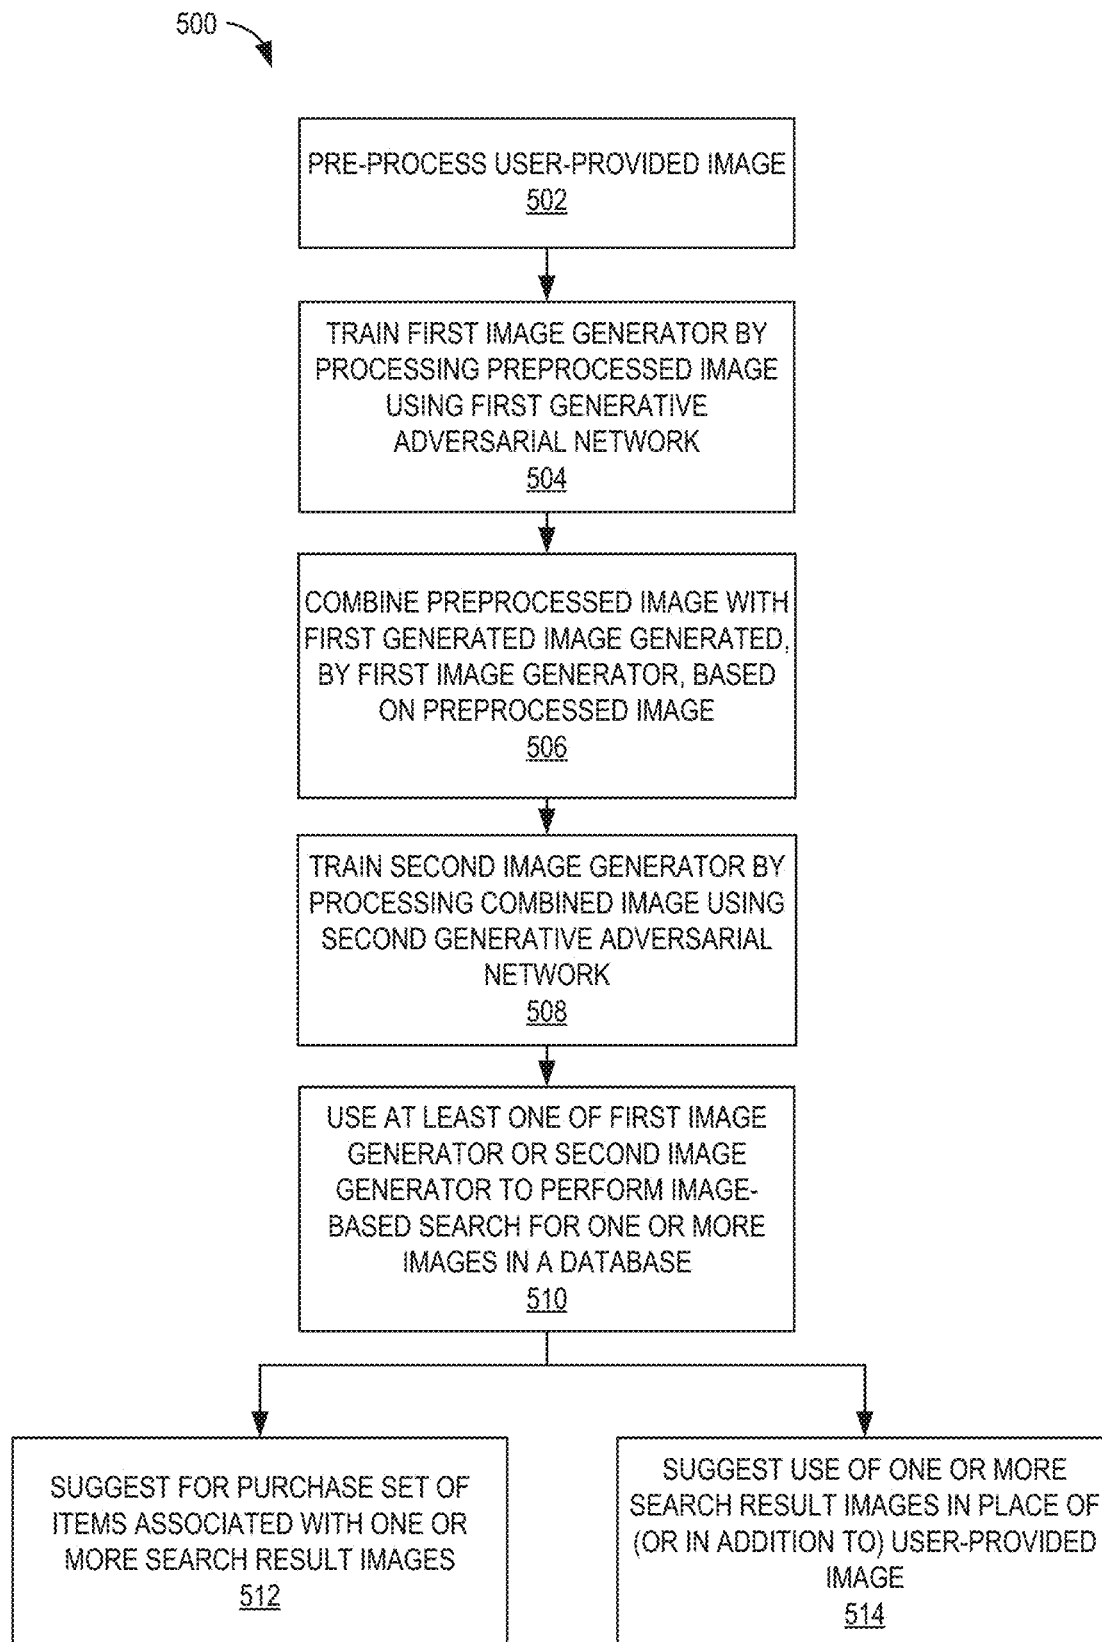 500
PRE-PROCESS USER-PROVIDED IMAGE
502
TRAIN FIRST IMAGE GENERATOR BY
PROCESSING PREPROCESSED IMAGE
USING FIRST GENERATIVE
ADVERSARIAL NETWORK
504
COMBINE PREPROCESSED IMAGE WITH
FIRST GENERATED IMAGE GENERATED,
BY FIRST IMAGE GENERATOR, BASED
ON PREPROCESSED IMAGE
506
TRAIN SECOND IMAGE GENERATOR BY
PROCESSING COMBINED IMAGE USING
SECOND GENERATIVE ADVERSARIAL
NETWORK
508
USE AT LEAST ONE OF FIRST IMAGE
GENERATOR OR SECOND IMAGE
GENERATOR TO PERFORM IMAGE-
BASED SEARCH FOR ONE OR MORE
IMAGES IN A DATABASE
510
SUGGEST FOR PURCHASE SET OF
ITEMS ASSOCIATED WITH ONE OR
MORE SEARCH RESULT IMAGES
512
SUGGEST USE OF ONE OR MORE
SEARCH RESULT IMAGES IN PLACE OF
(OR IN ADDITION TO) USER-PROVIDED
IMAGE
514